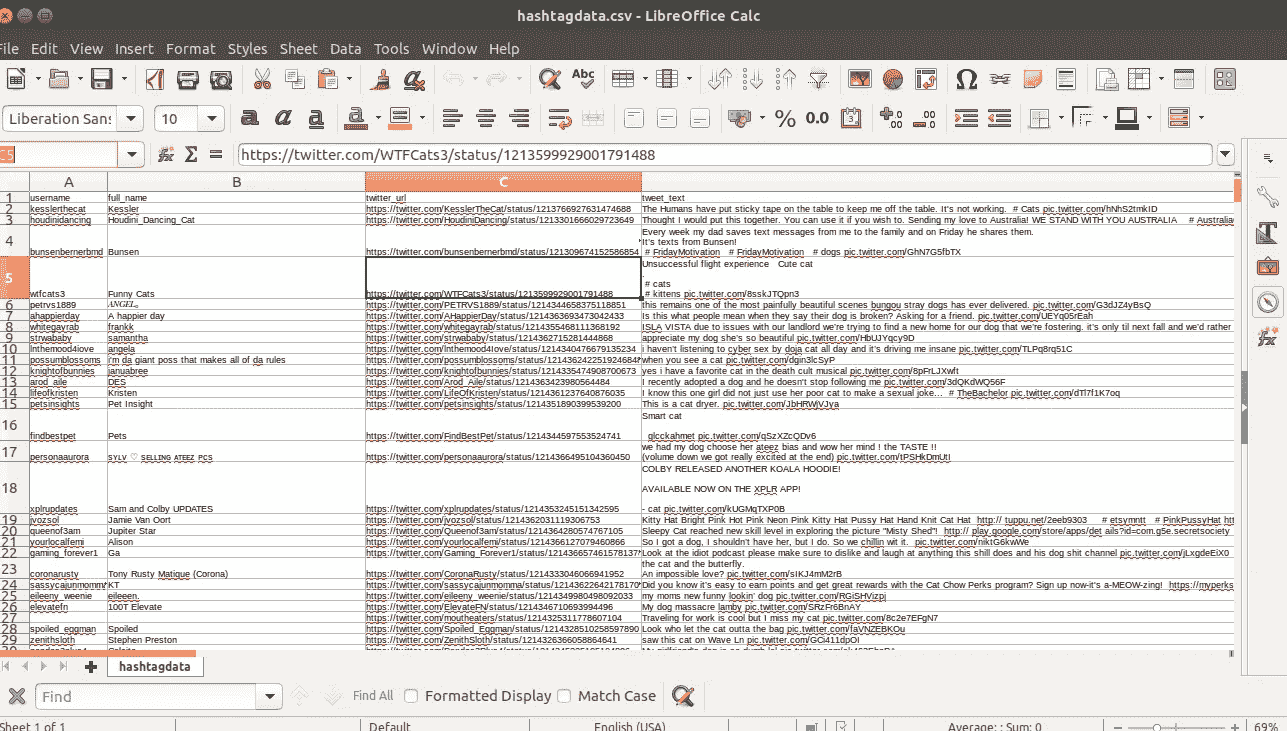 hashtagdata.csv - LibreOffice Calc
File Edit View Insert Format Styles Sheet Data Tools Window Help
Liberation Sans 10
C5 https://twitter.com/WTFCats3/status/1213599929001791488
A B C
1 username full_name twitter_url tweet_text
2 kesslerthecat Kessler https://twitter.com/KesslerTheCat/status/1213766927631474688 The Humans have put sticky tape on the table to keep me off the table. It's not working. # Cats pic.twitter.com/hNhS2tmkID
3 houdinidancing Houdini_Dancing_Cat https://twitter.com/HoudiniDancing/status/1213301666029723649 Thought I would put this together. You can use it if you wish. Sending my love to Australia! WE STAND WITH YOU AUSTRALIA # Australia
Every week my dad saves text messages from me to the family and on Friday he shares them.
It's texts from Bunsen!
4 bunsenbernerbmd Bunsen https://twitter.com/bunsenbernerbmd/status/121309674152586854 # FridayMotivation # FridayMotivation # dogs pic.twitter.com/GhN7G5fbTX
Unsuccessful flight experience Cute cat
.
# cats
5 wtfcats3 Funny Cats https://twitter.com/WTFCats3/status/1213599929001791488 # kittens pic.twitter.com/8sskJTQpn3
6 petrvs1889 https://twitter.com/PETRVS1889/status/1214344658375118851 this remains one of the most painfully beautiful scenes bungou stray dogs has ever delivered. pic.twitter.com/G3dJZ4yBsQ
7 ahappierday A happier day https://twitter.com/AHappierDay/status/1214363693473042433 Is this what people mean when they say their dog is broken? Asking for a friend. pic.twitter.com/UEYq05rEah
8 whitegayrab frankk https://twitter.com/whitegayrab/status/1214355468111368192 ISLA VISTA due to issues with our landlord we're trying to find a new home for our dog that we're fostering. it's only til next fall and we'd rather
9 strwababy samantha https://twitter.com/strwababy/status/1214362715281444868 appreciate my dog she's so beautiful pic.twitter.com/HbUJYqcy9D
10 lnthemood4love angela https://twitter.com/lnthemood4love/status/1214340476679135234 i haven't listening to cyber sex by doja cat all day and it's driving me insane pic.twitter.com/TLPq8rq51C
11 possumblossoms i'm da giant poss that makes all of da rules https://twitter.com/possumblossoms/status/121436242251924684 when you see a cat pic.twitter.com/dqin3lcSyP
12 knightofbunnies januabree https://twitter.com/knightofbunnies/status/1214335474908700673 yes i have a favorite cat in the death cult musical pic.twitter.com/8pFrLJXwft
13 arod_aile DES https://twitter.com/Arod_Aile/status/1214363423980564484 I recently adopted a dog and he doesn't stop following me pic.twitter.com/3dQKdWQ56F
14 lifeofkristen Kristen https://twitter.com/LifeOfKristen/status/1214361237640876035 I know this one girl did not just use her poor cat to make a sexual joke... # TheBachelor pic.twitter.com/dTl7f1K7oq
15 petsinsights Pet Insight https://twitter.com/petsinsights/status/1214351890399539200 This is a cat dryer. pic.twitter.com/JbHRWVJya
Smart cat
16 findbestpet Pets https://twitter.com/FindBestPet/status/1214344597553524741 glcckahmet pic.twitter.com/qSzXZcQDv6
we had my dog choose her ateez bias and wow her mind ! the TASTE !!
17 personaaurora SYLV ♡ SELLING ATEEZ PCS https://twitter.com/personaaurora/status/1214366495104360450 (volume down we got really excited at the end) pic.twitter.com/tPSHkDmUtI
COLBY RELEASED ANOTHER KOALA HOODIE!
AVAILABLE NOW ON THE XPLR APP!
18 xplrupdates Sam and Colby UPDATES https://twitter.com/xplrupdates/status/1214353245151342595 - cat pic.twitter.com/kUGMqTXP0B
19 jvozsol Jamie Van Oort https://twitter.com/jvozsol/status/1214362031119306753 Kitty Hat Bright Pink Hot Pink Neon Pink Kitty Hat Pussy Hat Hand Knit Cat Hat http:// tuppu.net/2eeb9303 # etsymntt # PinkPussyHat htt
20 queenof3am Jupiter Star https://twitter.com/Queenof3am/status/1214364280574767105 Sleepy Cat reached new skill level in exploring the picture "Misty Shed"! http:// play.google.com/store/apps/det ails?id=com.g5e.secretsociety
21 yourlocalfemi Alison https://twitter.com/yourlocalfemi/status/1214366127079460866 So I got a dog, I shouldn't have her, but I do. So we chillin wit it. pic.twitter.com/niktG6kwWe
22 gaming_forever1 Ga https://twitter.com/Gaming_Forever1/status/121436657461578137 Look at the idiot podcast please make sure to dislike and laugh at anything this shill does and his dog shit channel pic.twitter.com/jLxgdeEiX0
the cat and the butterfly.
23 coronarusty Tony Rusty Matique (Corona) https://twitter.com/CoronaRusty/status/1214333046066941952 An impossible love? pic.twitter.com/sIKJ4mM2rB
24 sassycajunmomma KT https://twitter.com/sassycajunmomma/status/121436226421781 Did you know it's easy to earn points and get great rewards with the Cat Chow Perks program? Sign up now-it's a-MEOW-zing! https://myperks
25 eileeny_weenie eileeen. https://twitter.com/eileeny_weenie/status/1214349980498092033 my moms new funny lookin' dog pic.twitter.com/RGiSHVizpj
26 elevatefn 100T Elevate https://twitter.com/ElevateFN/status/1214346710693994496 My dog massacre lamby pic.twitter.com/SRzFr6BnAY
27 https://twitter.com/moutheaters/status/1214325311778607104 Traveling for work is cool but I miss my cat pic.twitter.com/8c2e7EFgN7
28 spoiled_eggman Spoiled https://twitter.com/Spoiled_Eggman/status/1214328510258597890 Look who let the cat outta the bag pic.twitter.com/faVNZEBKOu
29 zenithsloth Stephen Preston https://twitter.com/ZenithSloth/status/1214326366058864641 saw this cat on Wave Ln pic.twitter.com/GCi411dpOI
hashtagdata
Find Find All Formatted Display Match Case
Sheet 1 of 1 Default English (USA) Average: ; Sum: 0 69%